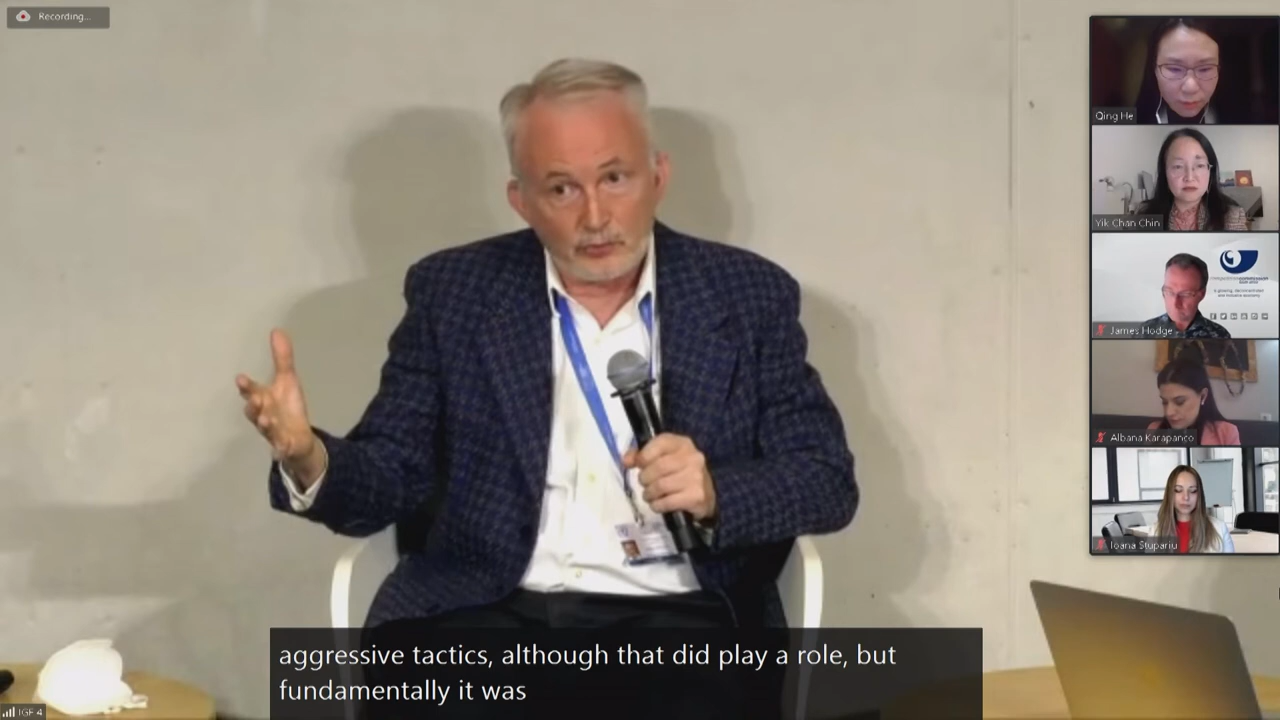 Recording...
Qing He
Yik Chan Chin
James Hodge
Albana Karapanco
Ioana Stupariu
aggressive tactics, although that did play a role, but
fundamentally it was
IGF 4